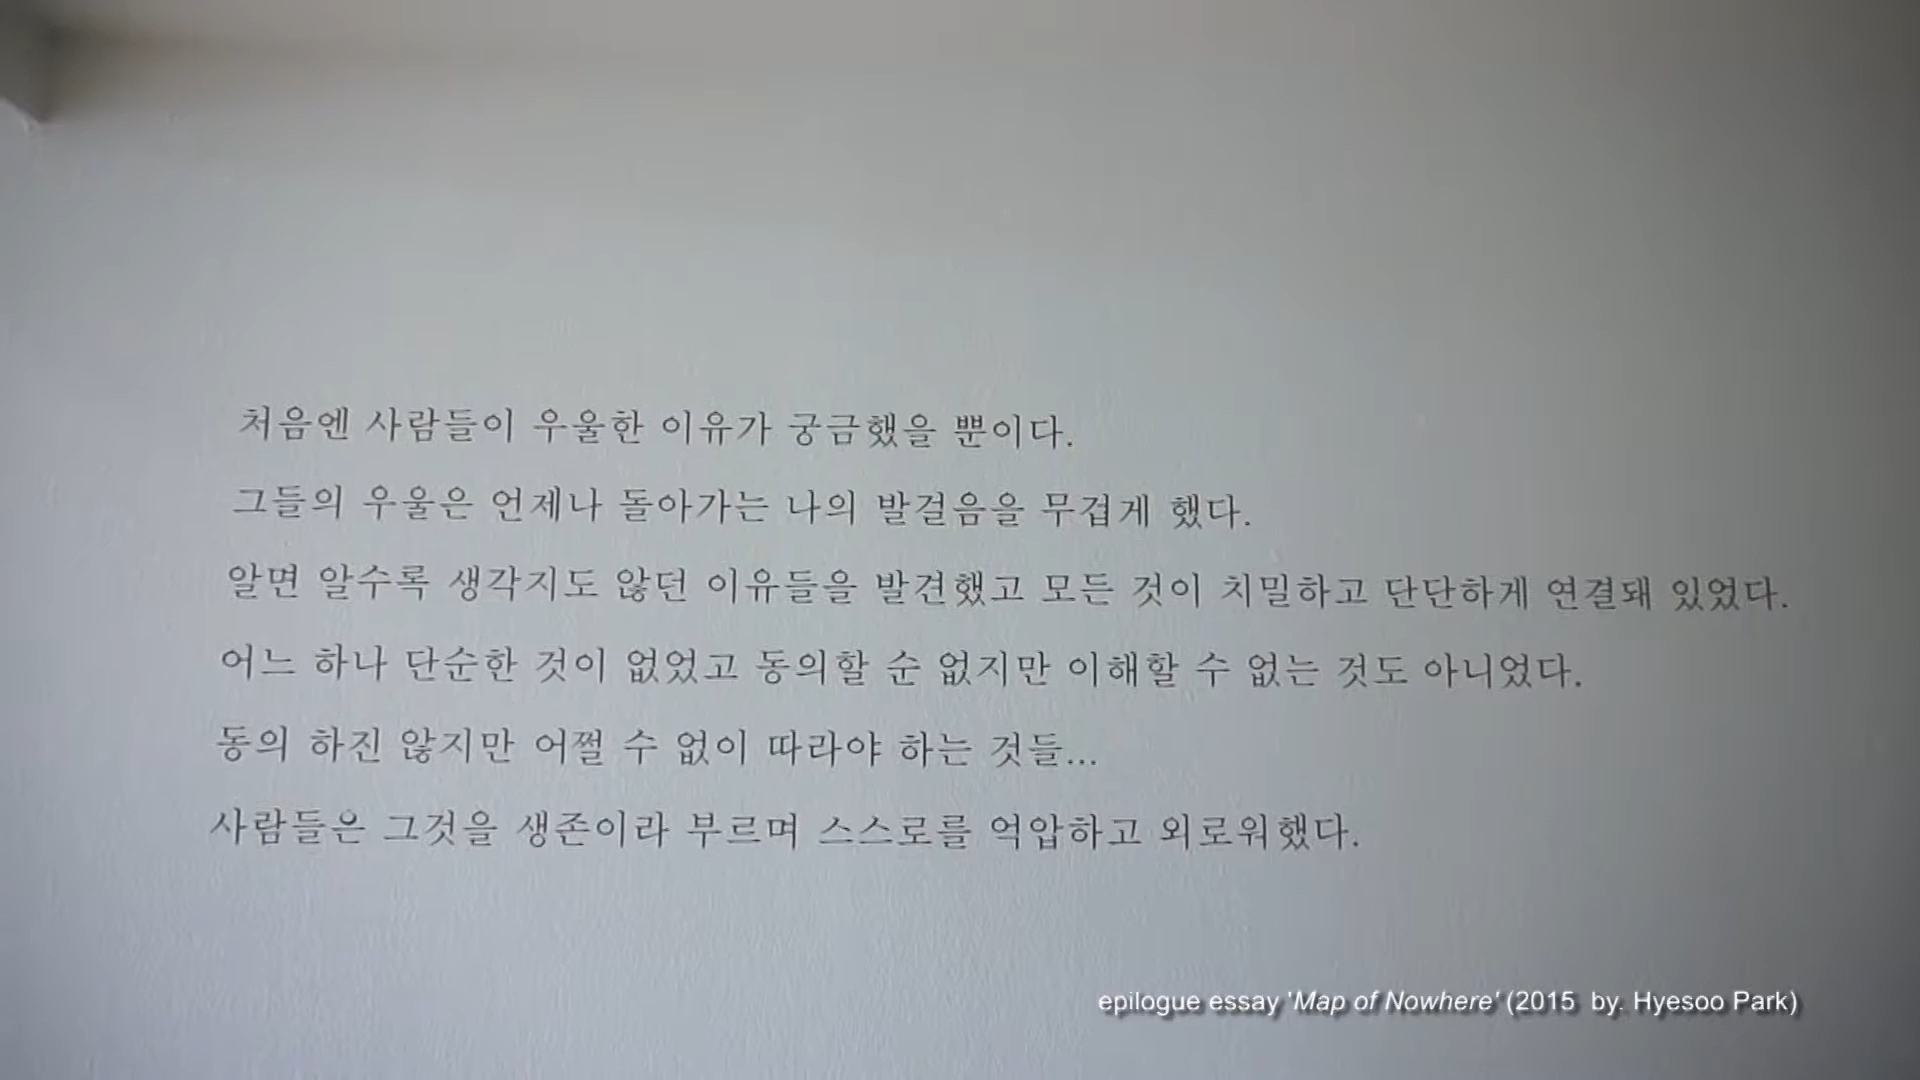 처음엔 사람들이 우울한 이유가 궁금했을 뿐이다.
그들의 우울은 언제나 돌아가는 나의 발걸음을 무겁게 했다.
알면 알수록 생각지도 않던 이유들을 발견했고 모든 것이 치밀하고 단단하게 연결돼 있었다.
어느 하나 단순한 것이 없었고 동의할 순 없지만 이해할 수 없는 것도 아니었다.
동의 하진 않지만 어쩔 수 없이 따라야 하는 것들...
사람들은 그것을 생존이라 부르며 스스로를 억압하고 외로워했다.
epilogue essay 'Map of Nowhere' (2015 by. Hyesoo Park)